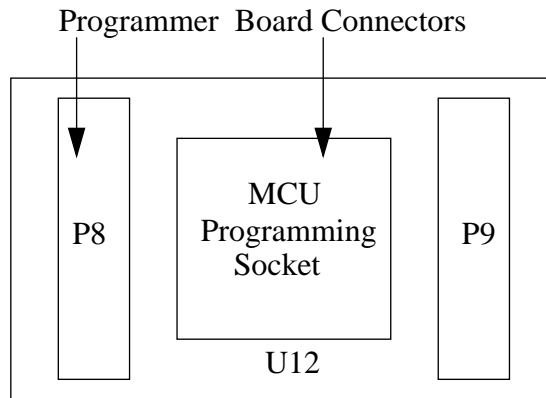 Programmer Board Connectors
MCU
Programming
Socket
P8
P9
U12